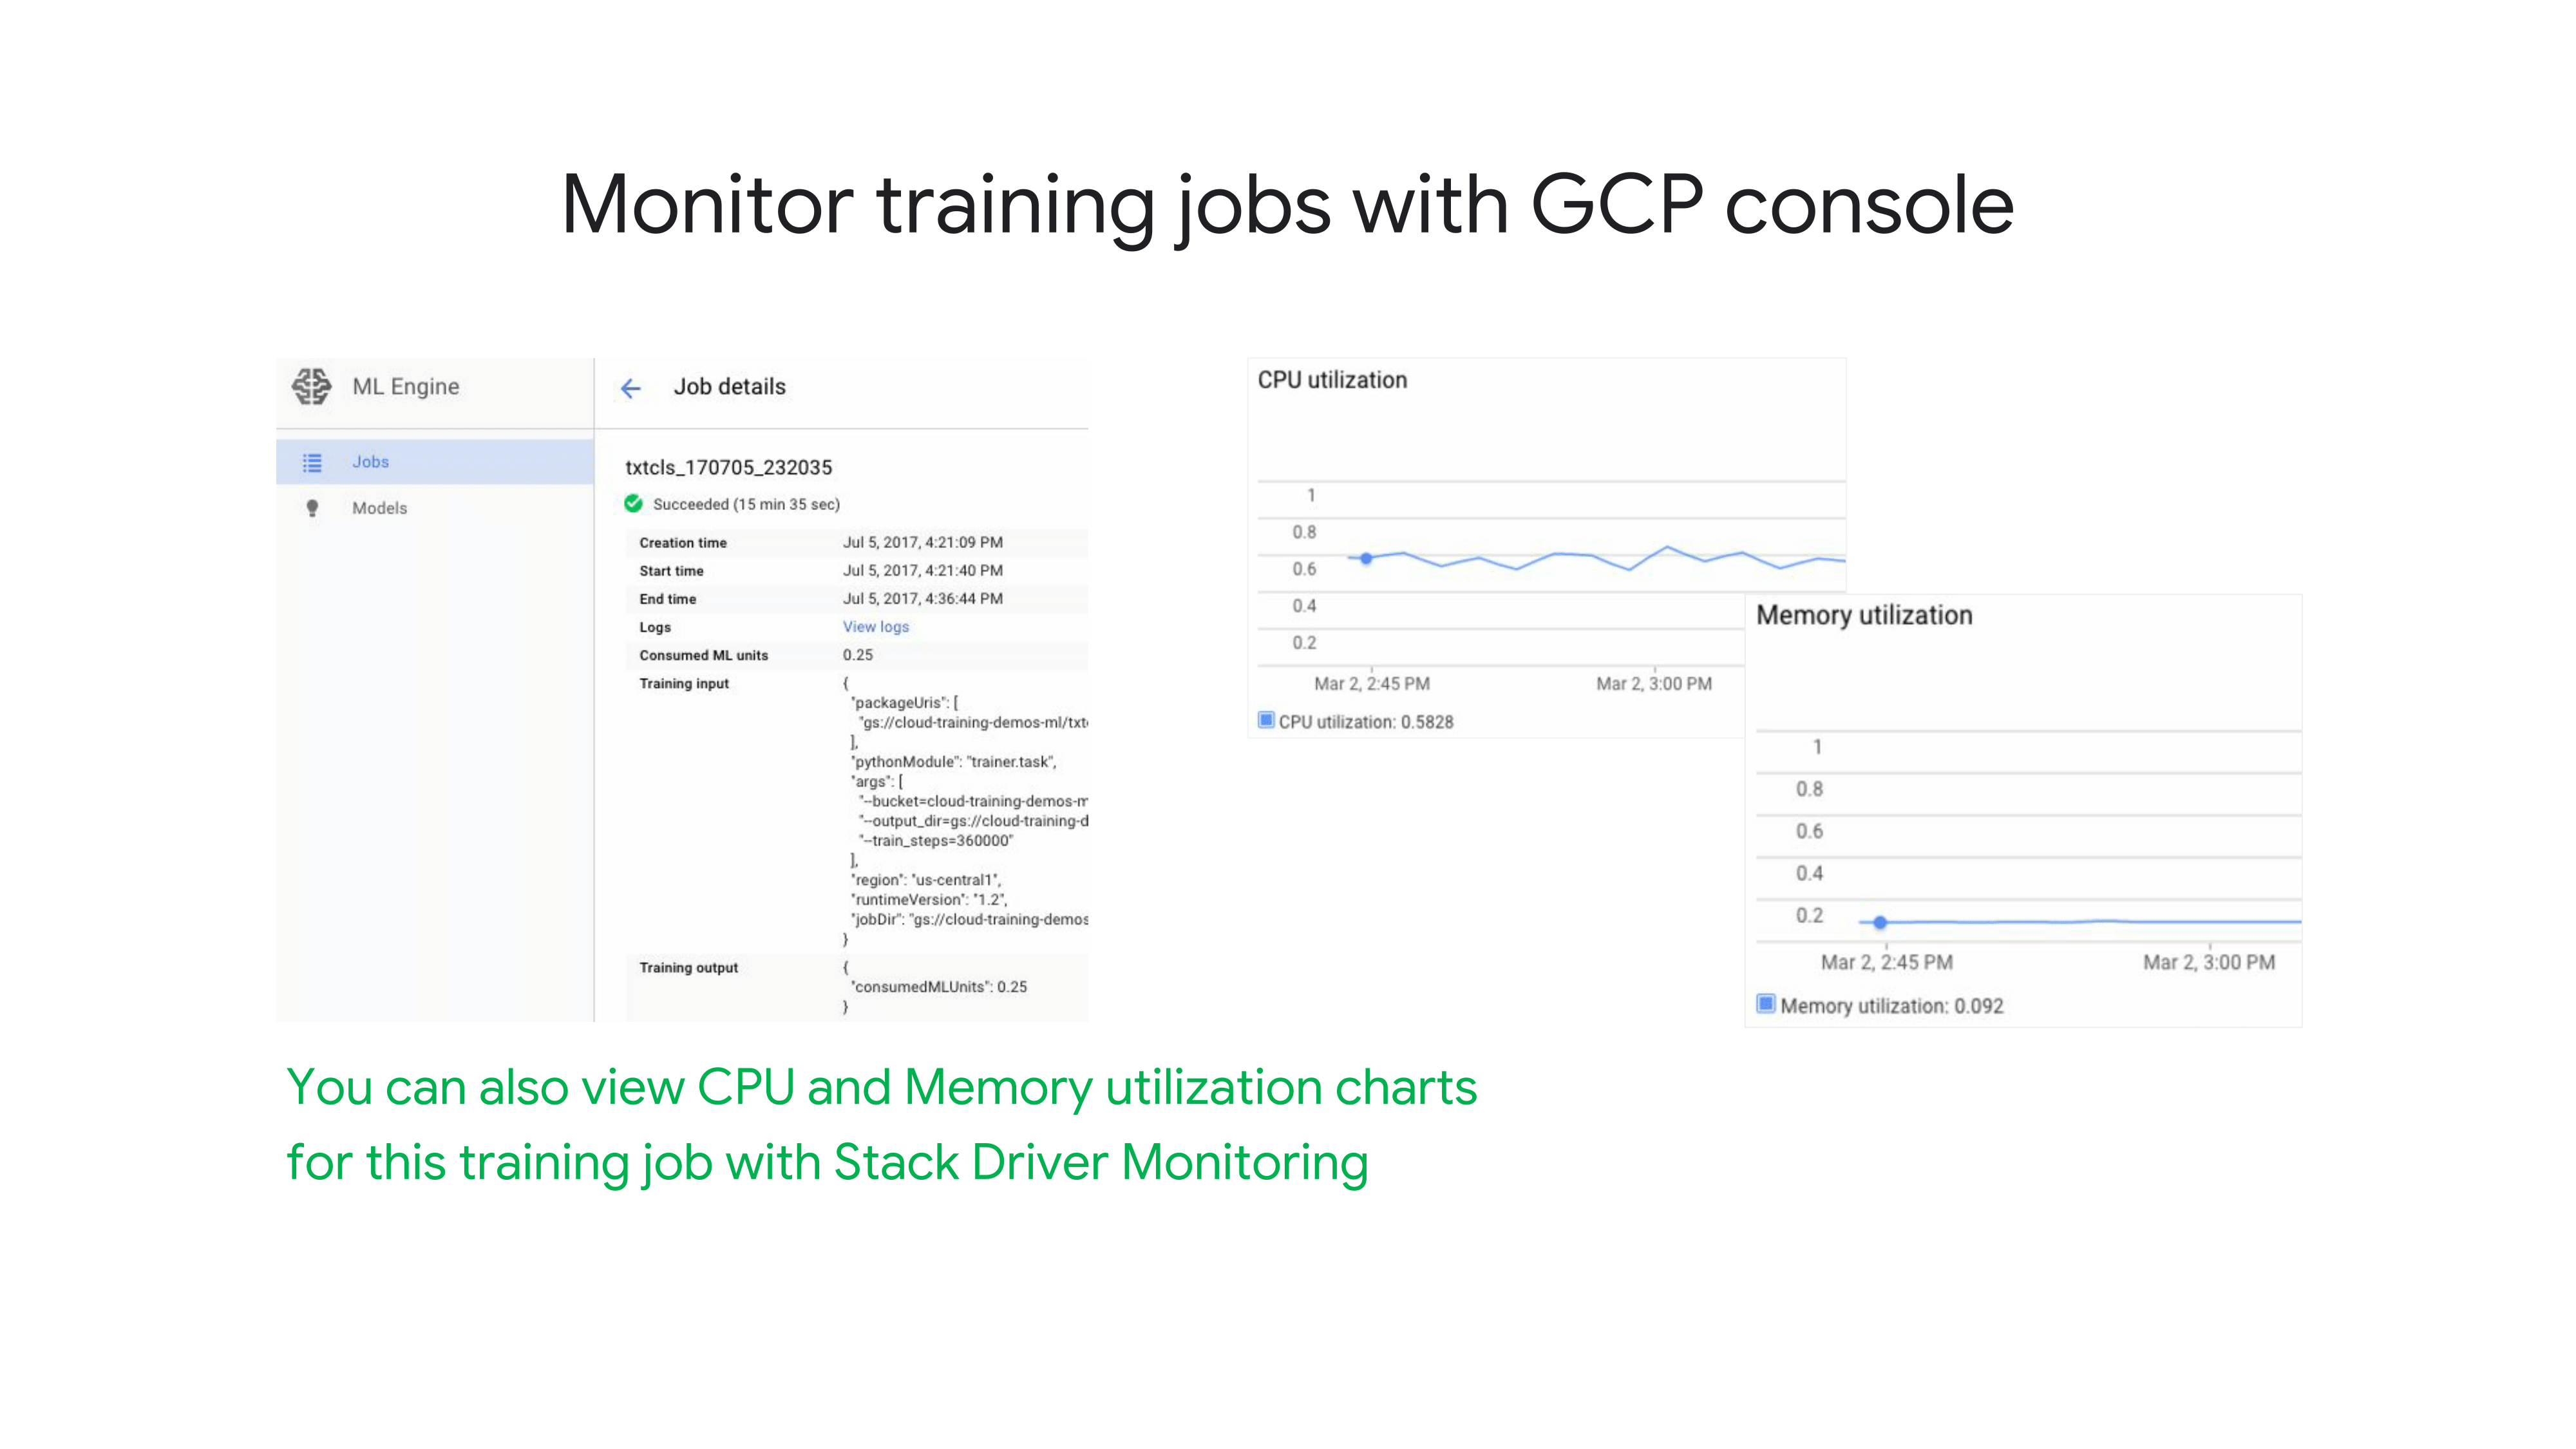 Monitor training jobs with GCP console
ML Engine
Jobs
Models
Job details
txtcls_170705_232035
Succeeded (15 min 35 sec)
Creation time Jul 5, 2017, 4:21:09 PM
Start time Jul 5, 2017, 4:21:40 PM
End time Jul 5, 2017, 4:36:44 PM
Logs View logs
Consumed ML units 0.25
Training input {
"packageUris": [
"gs://cloud-training-demos-ml/txt
],
"pythonModule": "trainer.task",
"args": [
"--bucket=cloud-training-demos-m
"--output_dir=gs://cloud-training-d
"--train_steps=360000"
],
"region": "us-central1",
"runtimeVersion": "1.2",
"jobDir": "gs://cloud-training-demos
}
Training output {
"consumedMLUnits": 0.25
}
CPU utilization
1
0.8
0.6
0.4
0.2
Mar 2, 2:45 PM Mar 2, 3:00 PM
CPU utilization: 0.5828
Memory utilization
1
0.8
0.6
0.4
0.2
Mar 2, 2:45 PM Mar 2, 3:00 PM
Memory utilization: 0.092
You can also view CPU and Memory utilization charts
for this training job with Stack Driver Monitoring